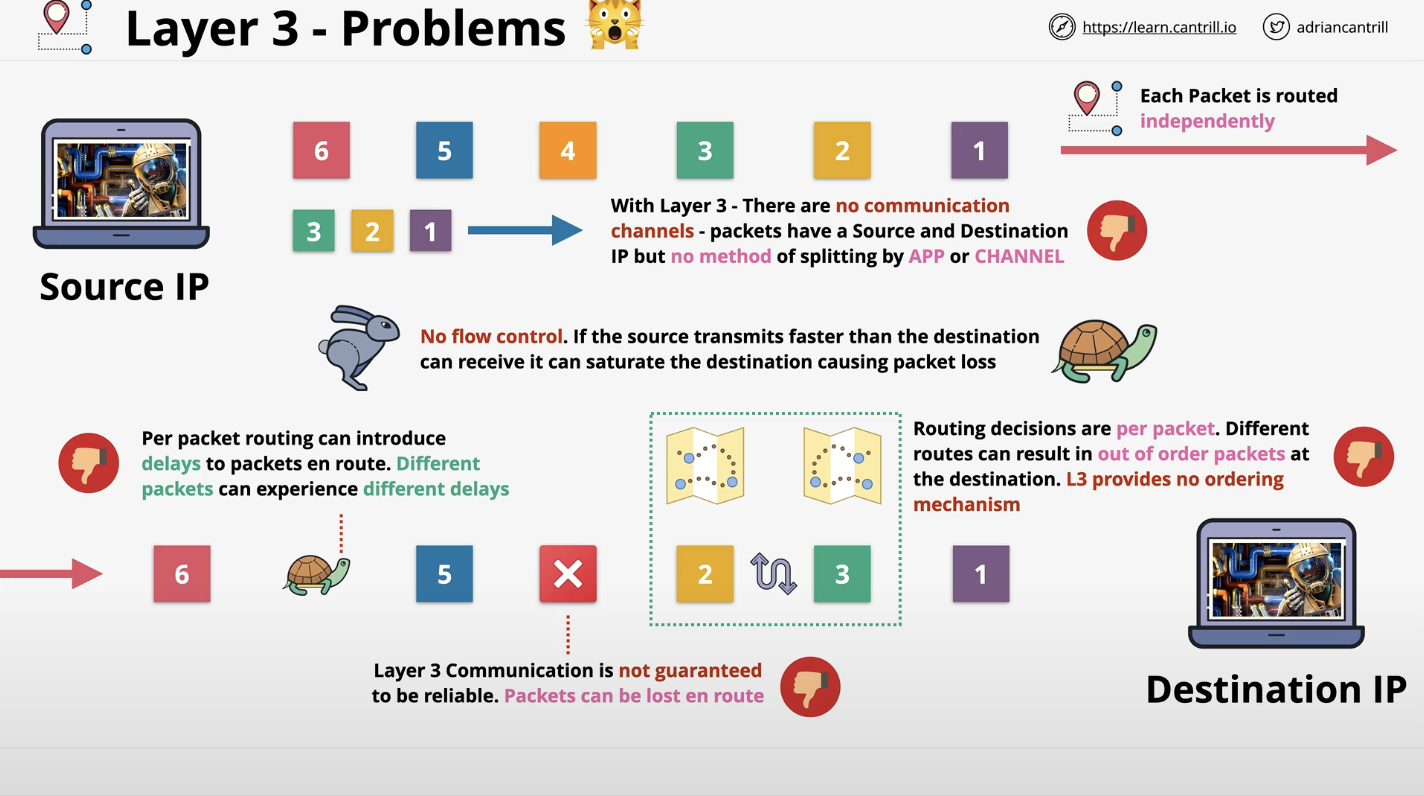 Layer 3 - Problems
https://learn.cantrill.io
adriancantrill
Each Packet is routed
independently
6 5 4 3 2 1
3 2 1
With Layer 3 - There are no communication
channels - packets have a Source and Destination
IP but no method of splitting by APP or CHANNEL
Source IP
No flow control. If the source transmits faster than the destination
can receive it can saturate the destination causing packet loss
Per packet routing can introduce
delays to packets en route. Different
packets can experience different delays
Routing decisions are per packet. Different
routes can result in out of order packets at
the destination. L3 provides no ordering
mechanism
6 5 2 3 1
Layer 3 Communication is not guaranteed
to be reliable. Packets can be lost en route
Destination IP